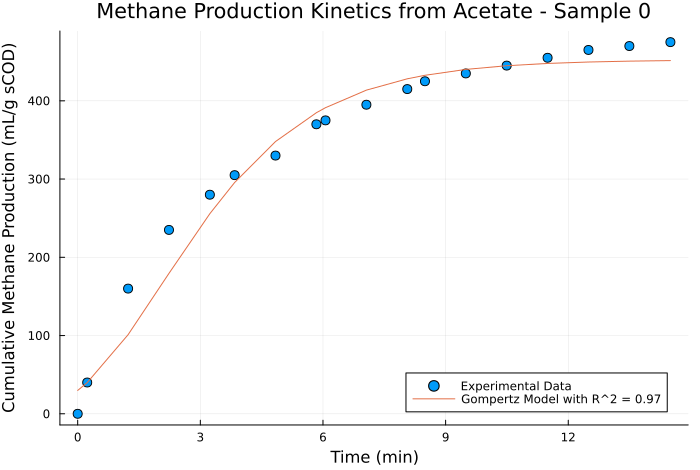 Methane Production Kinetics from Acetate - Sample 0
Cumulative Methane Production (mL/g sCOD)
400
300
200
100
0
Experimental Data
Gompertz Model with R^2 = 0.97
0 3 6 9 12
Time (min)